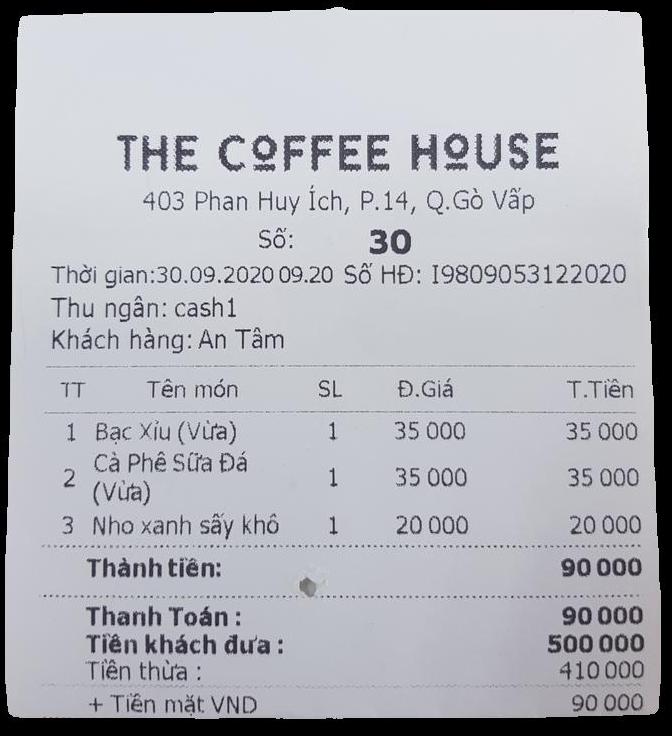 THE COFFEE HOUSE
403 Phan Huy Ích, P.14, Q.Gò Vấp
Số: 30
Thời gian:30.09.2020 09.20 Số HĐ: I9809053122020
Thu ngân: cash1
Khách hàng: An Tâm
TT Tên món SL Đ.Giá T.Tiền
1 Bạc Xíu (Vừa) 1 35 000 35 000
2 Cà Phê Sữa Đá (Vừa) 1 35 000 35 000
3 Nho xanh sấy khô 1 20 000 20 000
Thành tiền: 90 000
Thanh Toán : 90 000
Tiền khách đưa : 500 000
Tiền thừa : 410 000
+ Tiền mặt VND 90 000